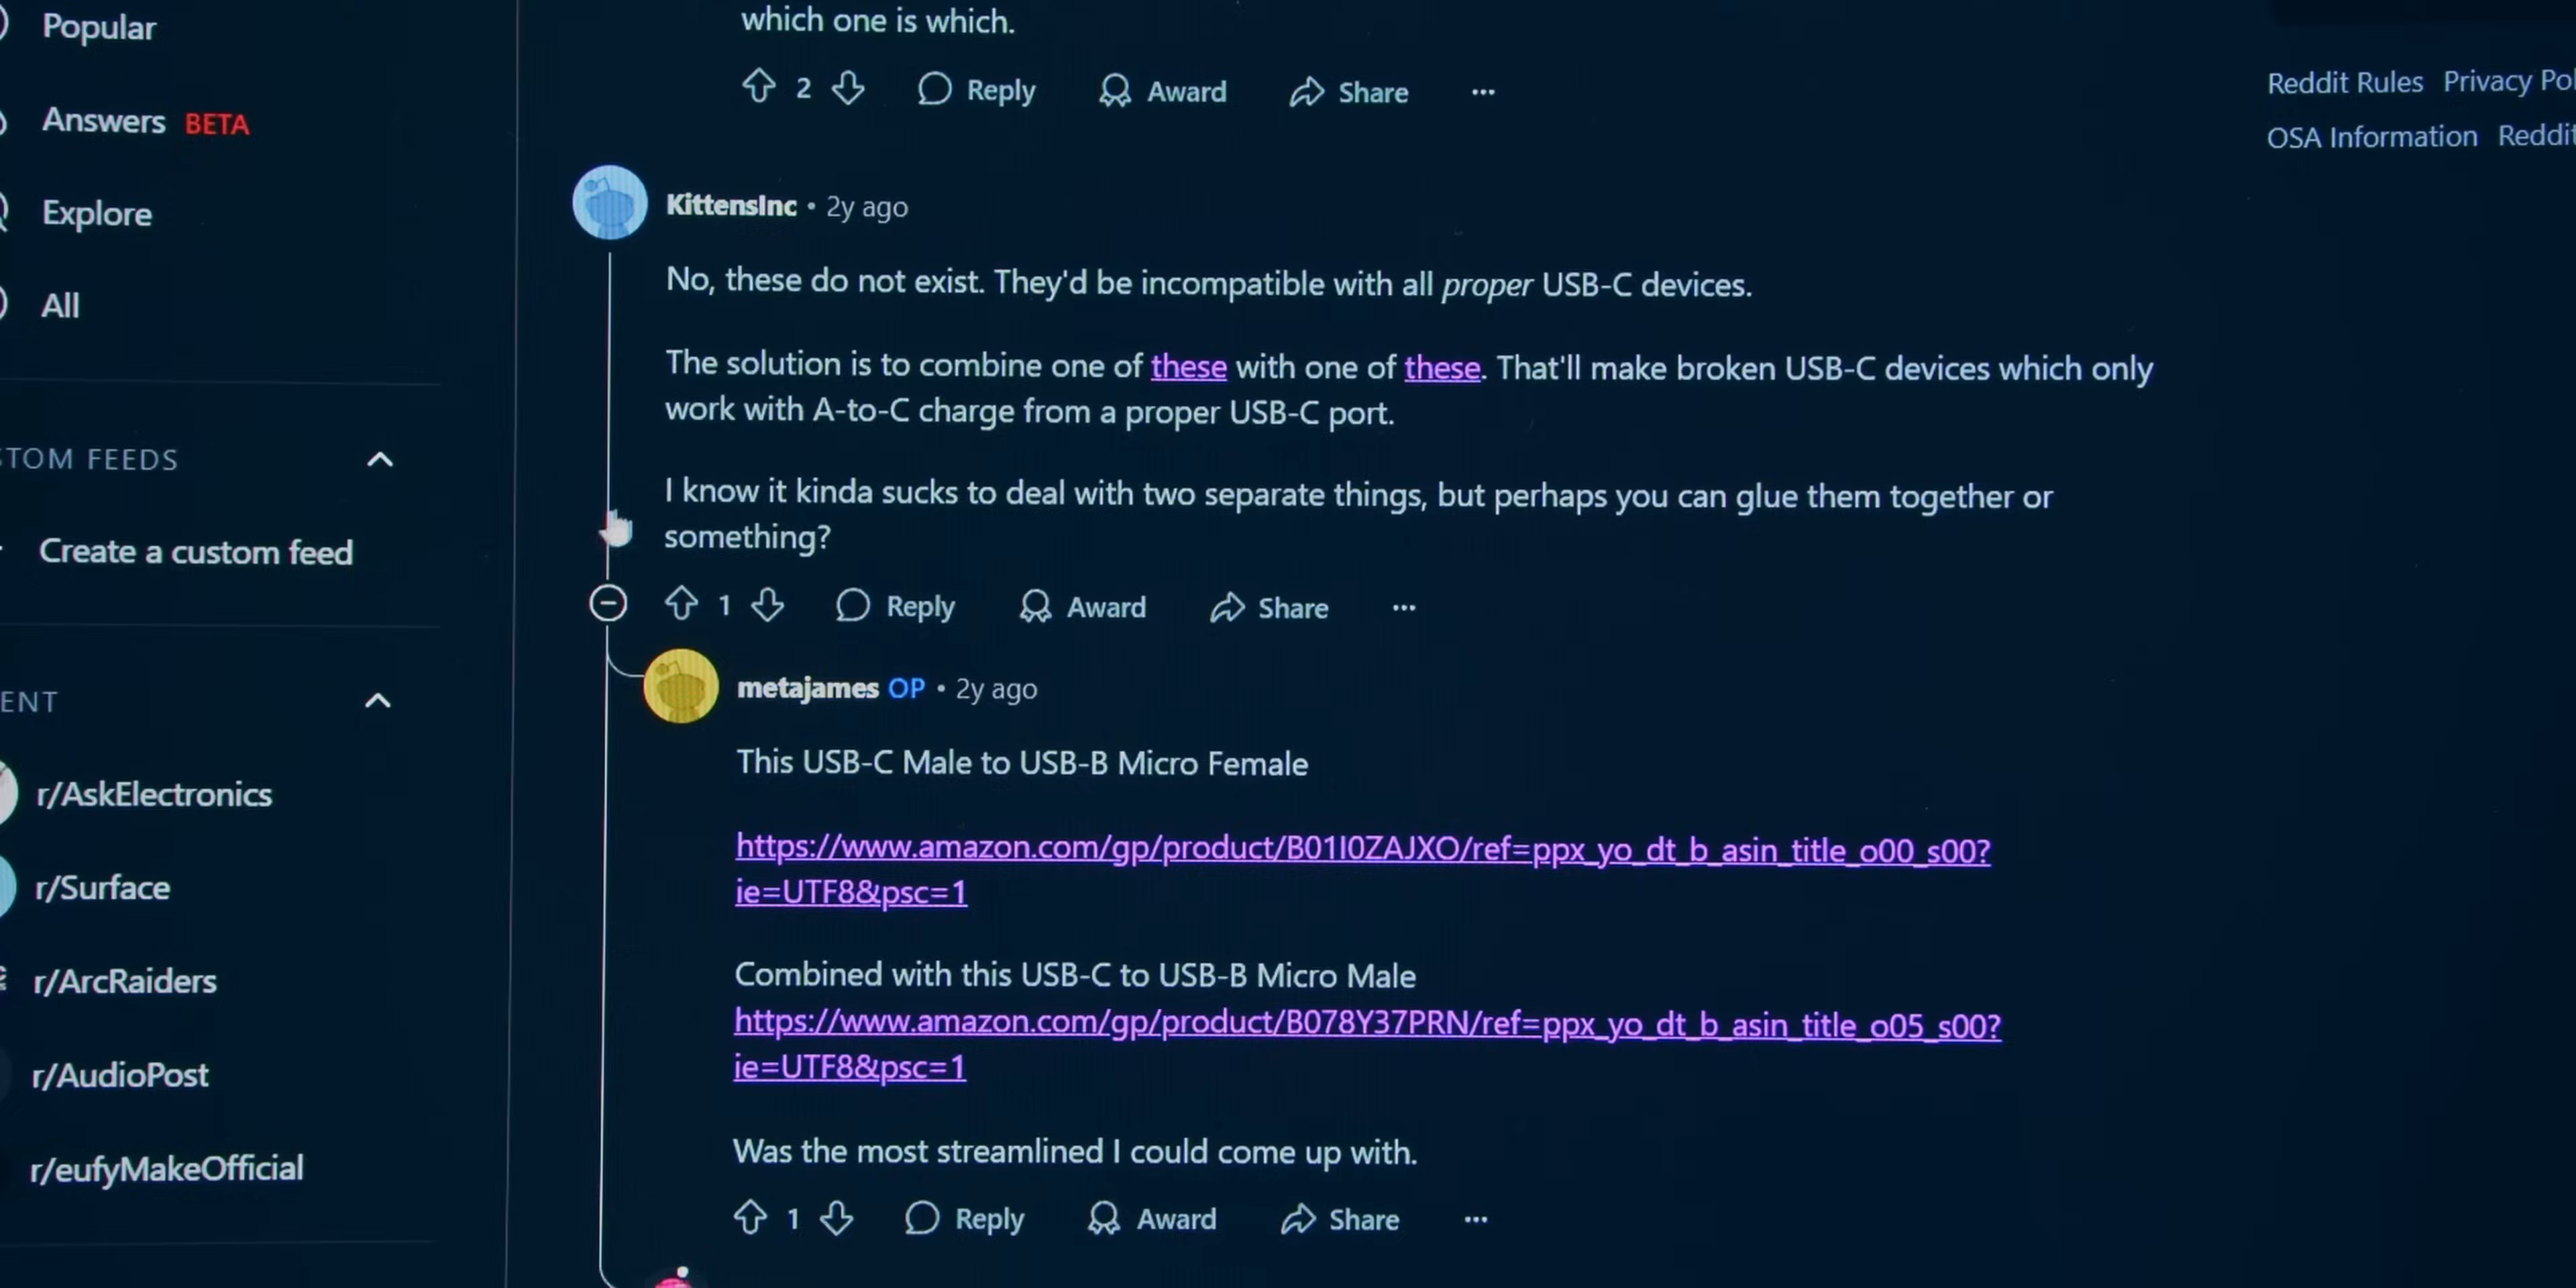 Popular
Answers BETA
Explore
All
TOM FEEDS
Create a custom feed
ENT
r/AskElectronics
r/Surface
r/ArcRaiders
r/AudioPost
r/eufyMakeOfficial
which one is which.
2 Reply Award Share ...
KittensInc • 2y ago
No, these do not exist. They'd be incompatible with all proper USB-C devices.
The solution is to combine one of these with one of these. That'll make broken USB-C devices which only
work with A-to-C charge from a proper USB-C port.
I know it kinda sucks to deal with two separate things, but perhaps you can glue them together or
something?
1 Reply Award Share ...
metajames OP • 2y ago
This USB-C Male to USB-B Micro Female
https://www.amazon.com/gp/product/B01I0ZAJXO/ref=ppx_yo_dt_b_asin_title_o00_s00?
ie=UTF8&psc=1
Combined with this USB-C to USB-B Micro Male
https://www.amazon.com/gp/product/B078Y37PRN/ref=ppx_yo_dt_b_asin_title_o05_s00?
ie=UTF8&psc=1
Was the most streamlined I could come up with.
1 Reply Award Share ...
Reddit Rules Privacy Pol
OSA Information Reddit